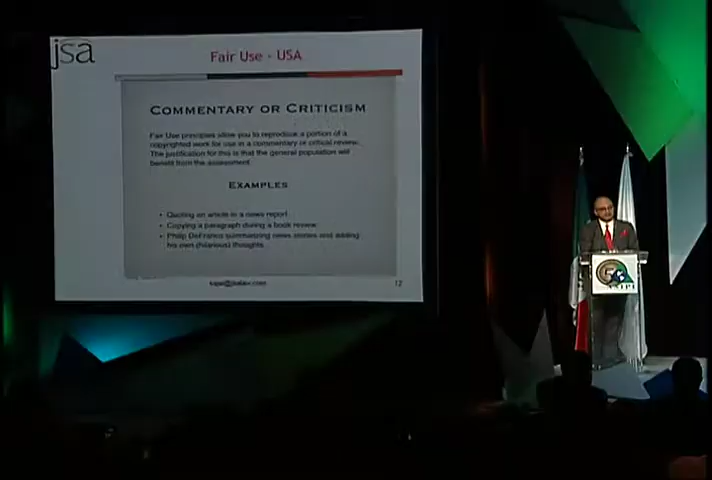 jsa
Fair Use - USA
COMMENTARY OR CRITICISM
Fair Use principles allow you to reproduce a portion of a
copyrighted work for use in a commentary or critical review.
The justification for this is that the general population will
benefit from the assessment.
EXAMPLES
• Quoting an article in a news report.
• Copying a paragraph during a book review.
• Philip DeFranco summarizing news stories and adding
his own (hilarious) thoughts.
12